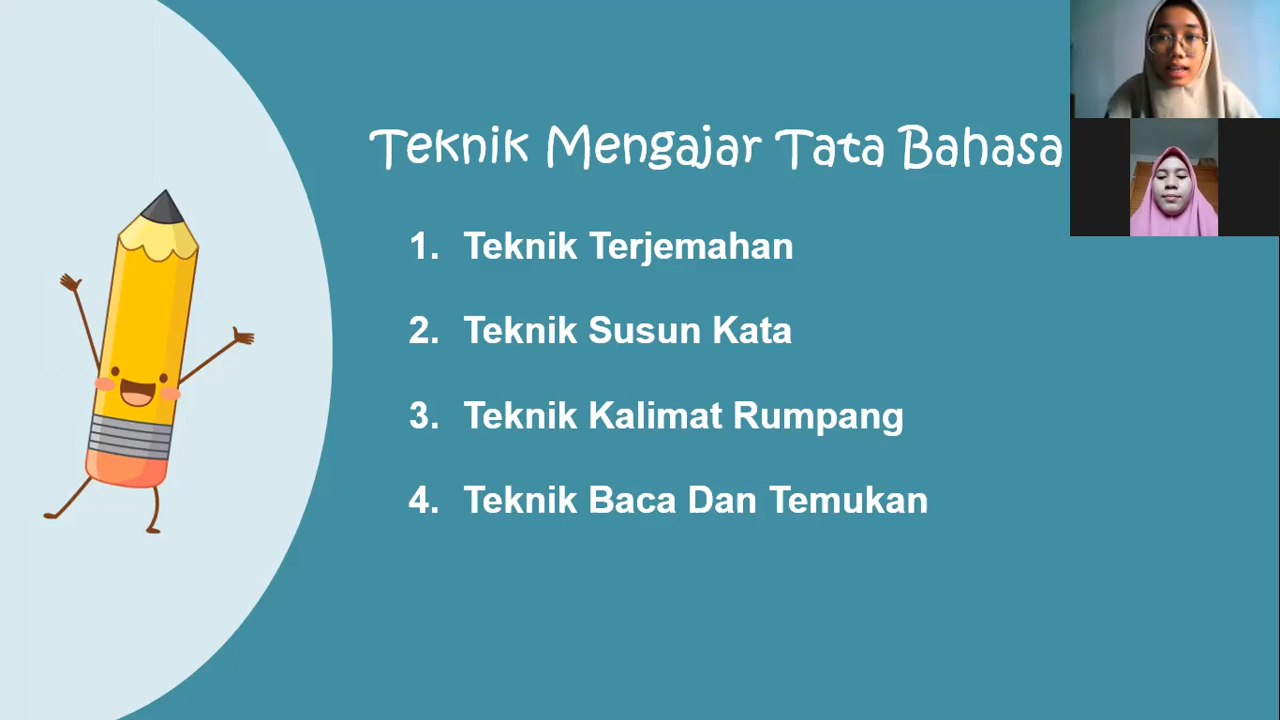 Teknik Mengajar Tata Bahasa
1. Teknik Terjemahan
2. Teknik Susun Kata
3. Teknik Kalimat Rumpang
4. Teknik Baca Dan Temukan